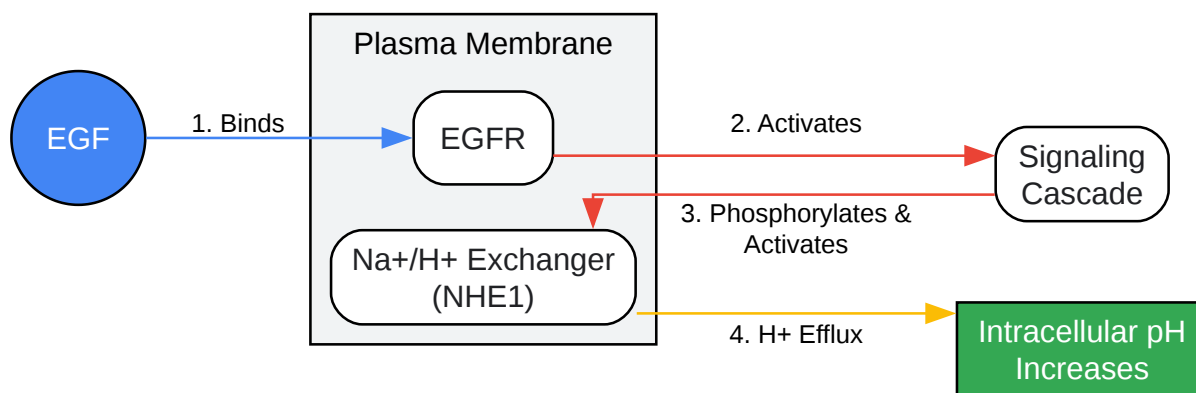 Plasma Membrane
EGF
1. Binds
EGFR
2. Activates
Signaling
Cascade
3. Phosphorylates &
Activates
Na+/H+ Exchanger
(NHE1)
4. H+ Efflux
Intracellular pH
Increases